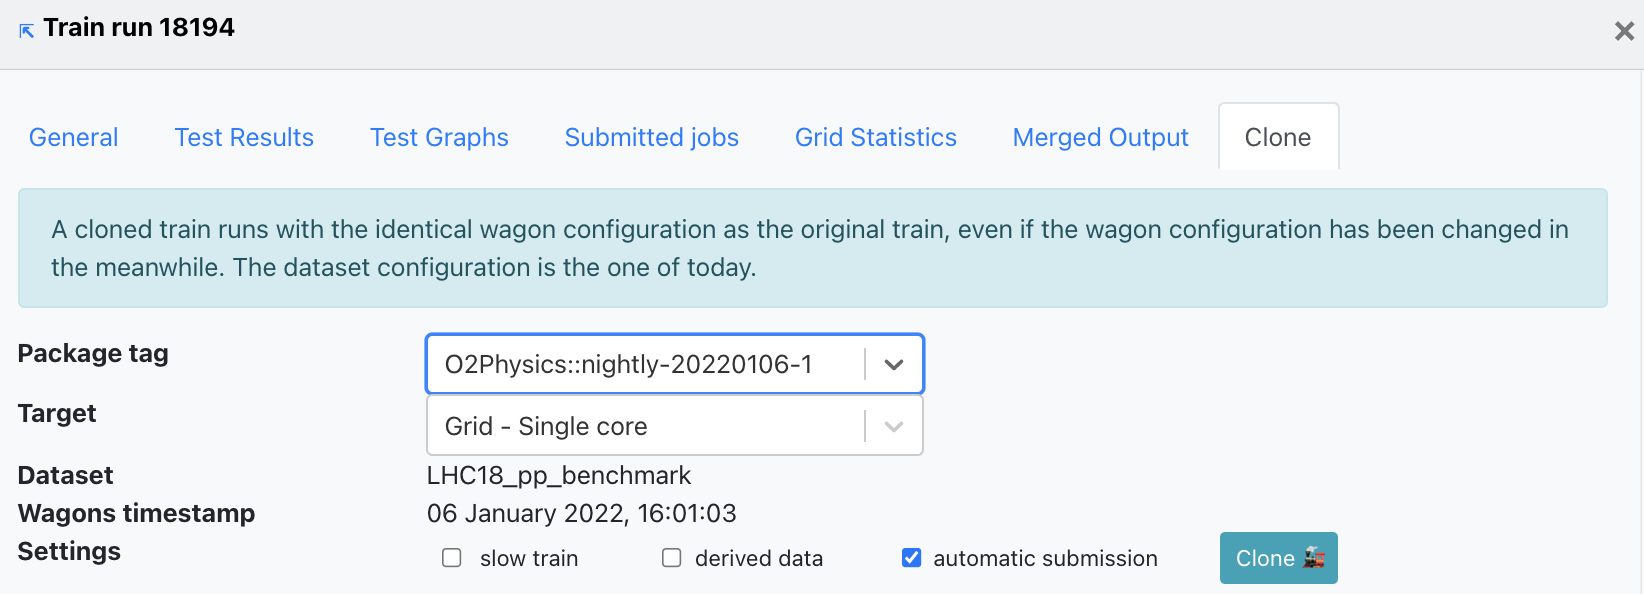 Train run 18194
General Test Results Test Graphs Submitted jobs Grid Statistics Merged Output Clone
A cloned train runs with the identical wagon configuration as the original train, even if the wagon configuration has been changed in
the meanwhile. The dataset configuration is the one of today.
Package tag O2Physics::nightly-20220106-1
Target Grid - Single core
Dataset LHC18_pp_benchmark
Wagons timestamp 06 January 2022, 16:01:03
Settings slow train derived data automatic submission Clone